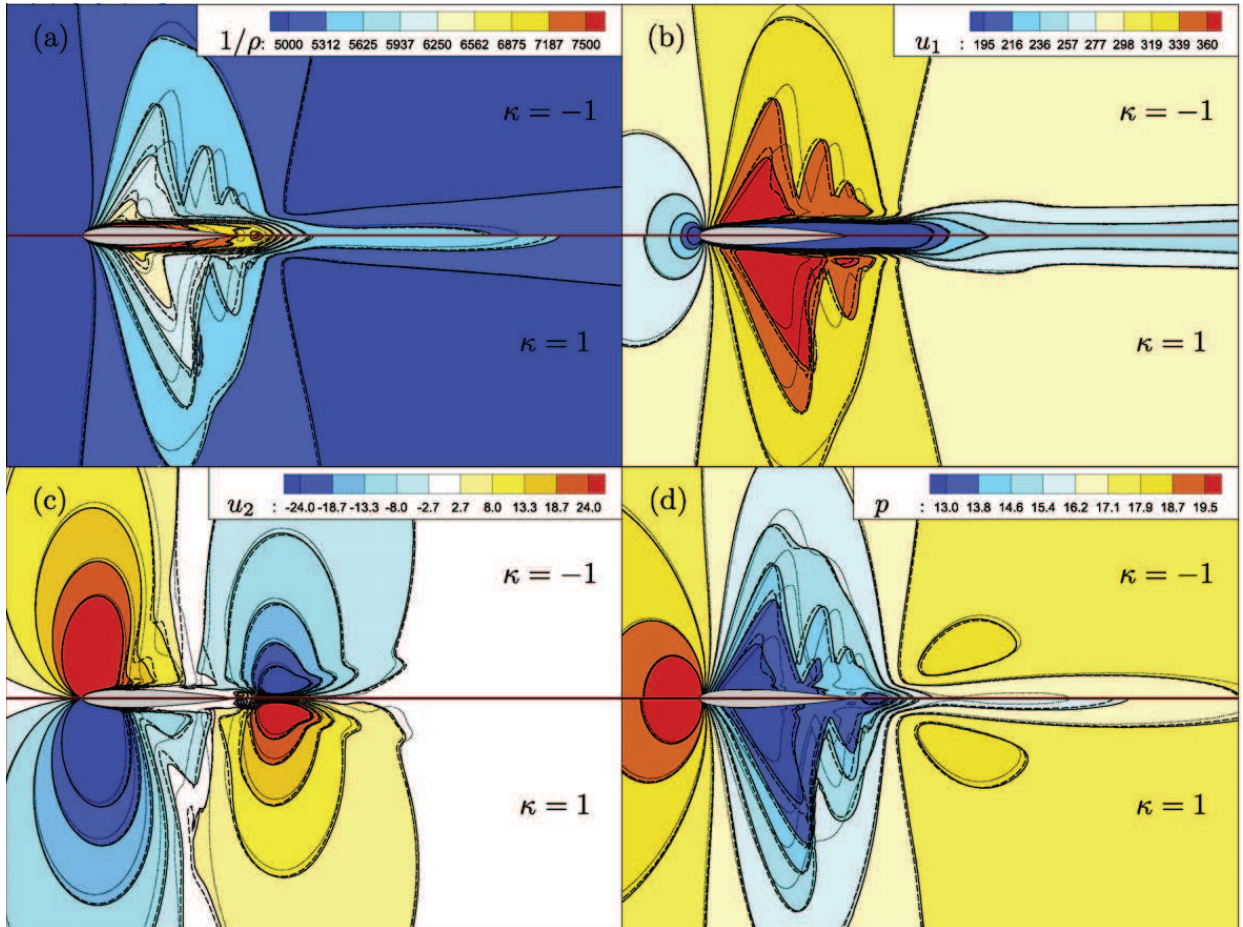 (a)
1/ρ: 5000 5312 5625 5937 6250 6562 6875 7187 7500
κ = −1
κ = 1
(b)
u₁ : 195 216 236 257 277 298 319 339 360
κ = −1
κ = 1
(c)
u₂ : -24.0 -18.7 -13.3 -8.0 -2.7 2.7 8.0 13.3 18.7 24.0
κ = −1
κ = 1
(d)
p : 13.0 13.8 14.6 15.4 16.2 17.1 17.9 18.7 19.5
κ = −1
κ = 1